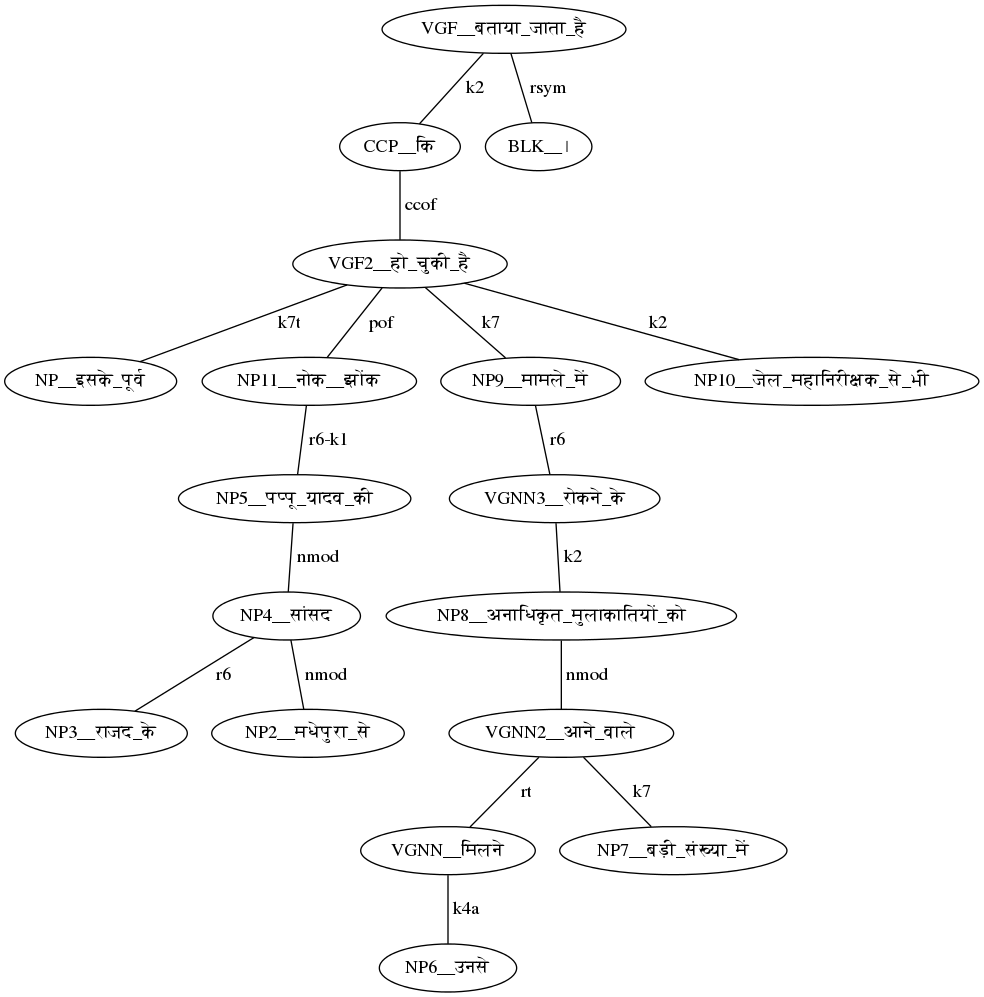 VGF__बताया_जाता_है
k2 rsym
CCP__कि BLK__।
ccof
VGF2__हो_चुकी_है
k7t pof k7 k2
NP__इसके_पूर्व NP11__नोक__झोंक NP9__मामले_में NP10__जेल_महानिरीक्षक_से_भी
r6-k1 r6
NP5__पप्पू_यादव_की VGNN3__रोकने_के
nmod k2
NP4__सांसद NP8__अनाधिकृत_मुलाकातियों_को
r6 nmod nmod
NP3__राजद_के NP2__मधेपुरा_से VGNN2__आने_वाले
rt k7
VGNN__मिलने NP7__बड़ी_संख्या_में
k4a
NP6__उनसे